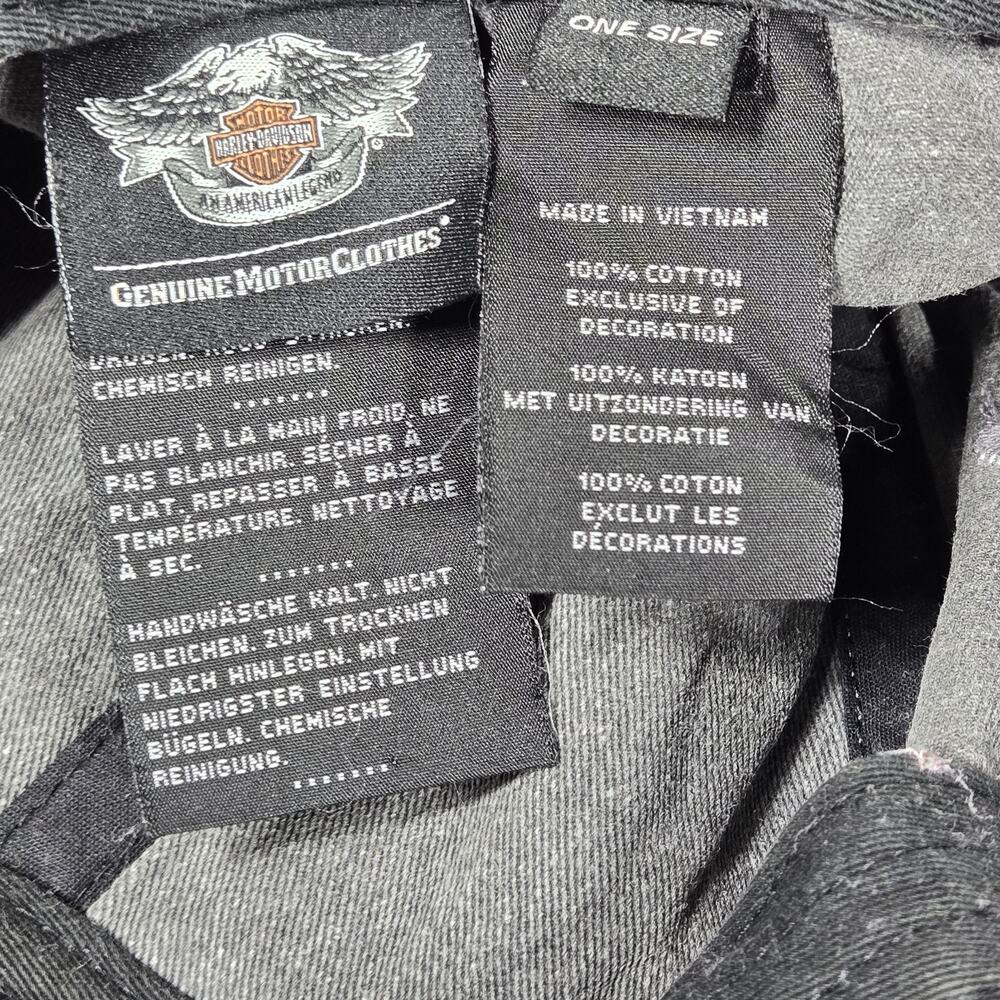 MOTOR
HARLEY-DAVIDSON
CLOTHES
AN AMERICAN LEGEND
GENUINE MOTORCLOTHES®
CHEMISCH REINIGEN.
.......
LAVER À LA MAIN FROID. NE
PAS BLANCHIR. SÉCHER À
PLAT. REPASSER À BASSE
TEMPÉRATURE. NETTOYAGE
À SEC.
.......
HANDWÄSCHE KALT. NICHT
BLEICHEN. ZUM TROCKNEN
FLACH HINLEGEN. MIT
NIEDRIGSTER EINSTELLUNG
BÜGELN. CHEMISCHE
REINIGUNG.
.......
ONE SIZE
MADE IN VIETNAM
100% COTTON
EXCLUSIVE OF
DECORATION
100% KATOEN
MET UITZONDERING VAN
DECORATIE
100% COTON
EXCLUT LES
DÉCORATIONS